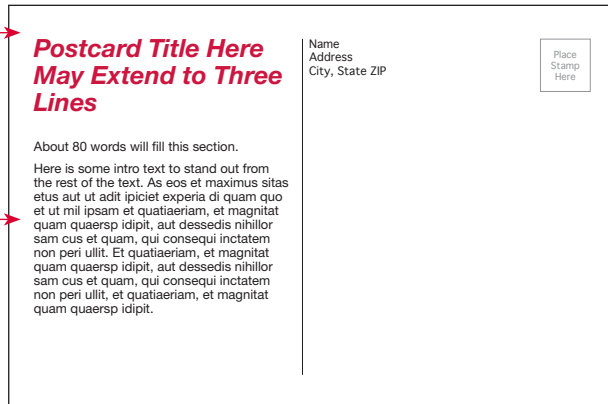 Postcard Title Here
May Extend to Three
Lines
About 80 words will fill this section.
Here is some intro text to stand out from
the rest of the text. As eos et maximus sitas
etus aut ut adit ipiciet experia di quam quo
et ut mil ipsam et quatiaeriam, et magnitat
quam quaersp idipit, aut dessedis nihillor
sam cus et quam, qui consequi inctatem
non peri ullit. Et quatiaeriam, et magnitat
quam quaersp idipit, aut dessedis nihillor
sam cus et quam, qui consequi inctatem
non peri ullit, et quatiaeriam, et magnitat
quam quaersp idipit.
Name
Address
City, State ZIP
Place
Stamp
Here